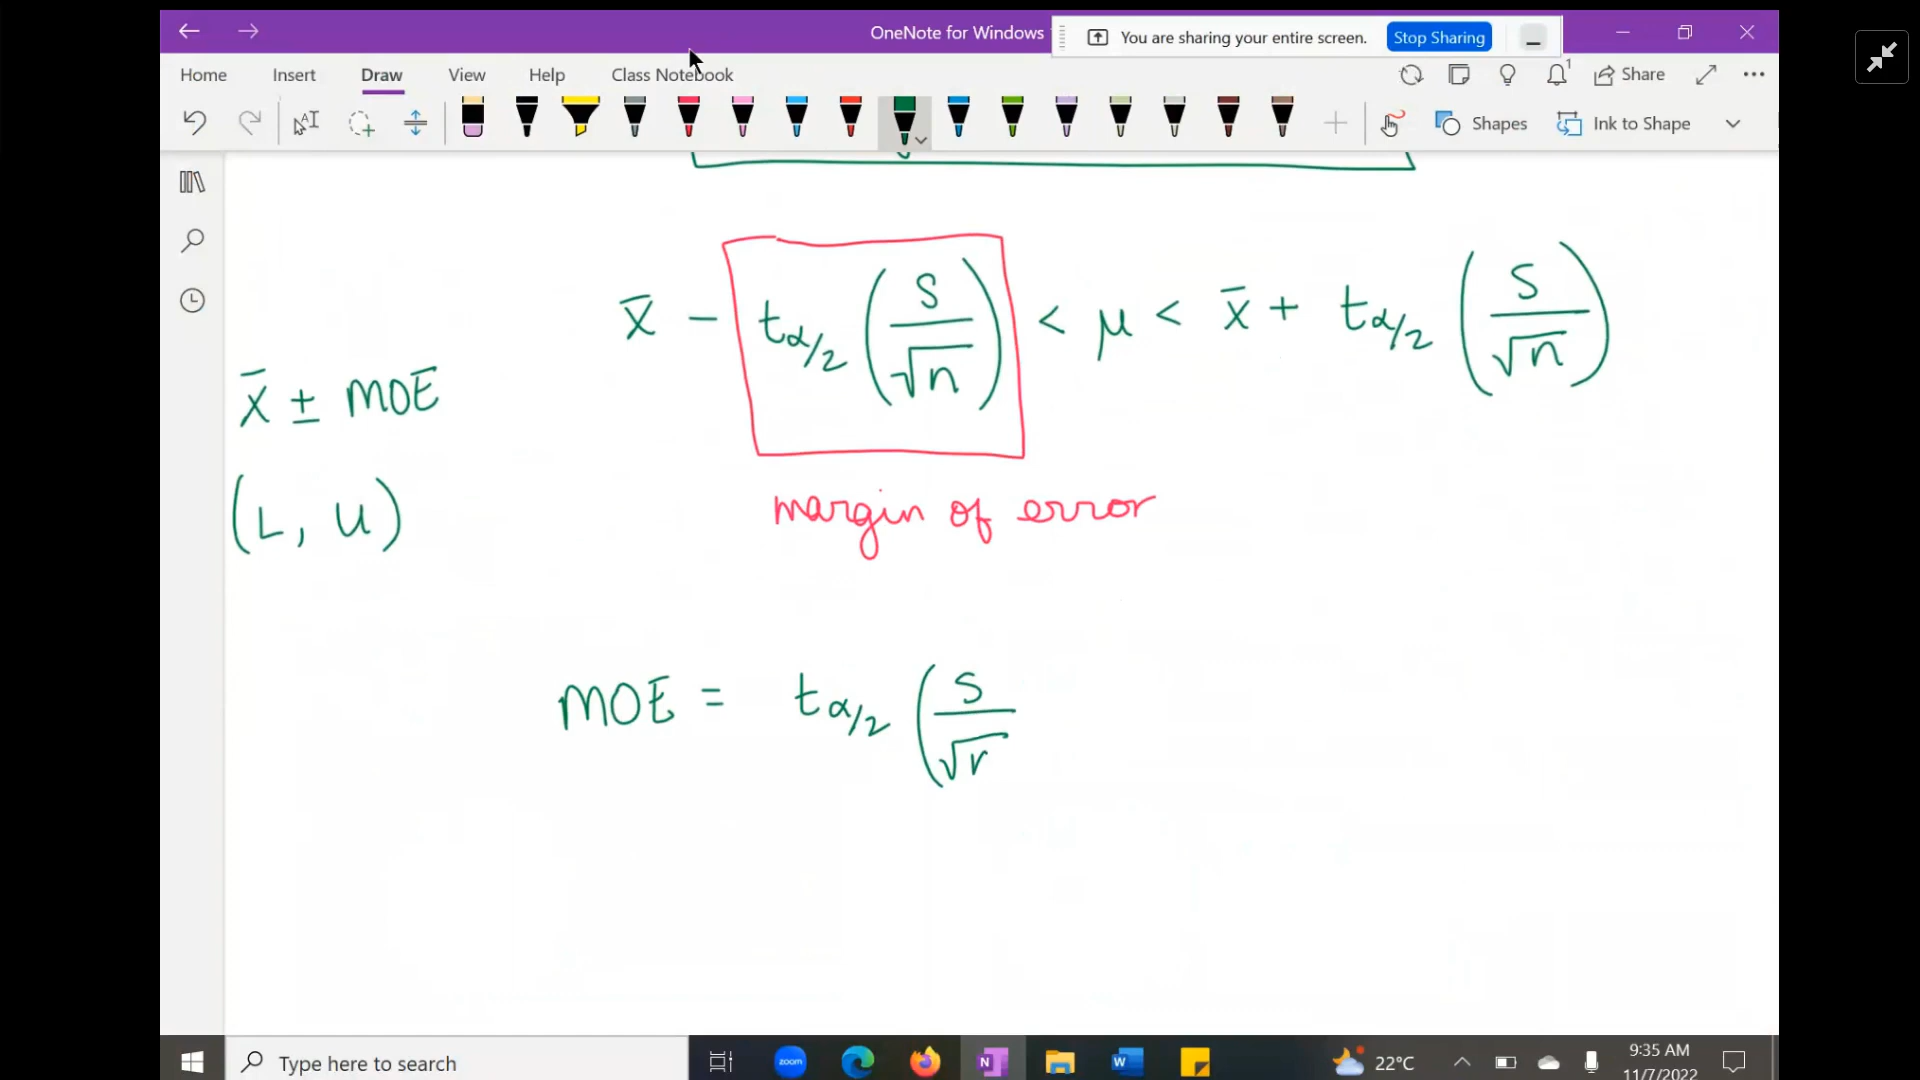 OneNote for Windows
You are sharing your entire screen. Stop Sharing
Home Insert Draw View Help Class Notebook
1 Share
Shapes Ink to Shape
x̄ - tα/2 (s/√n) < μ < x̄ + tα/2 (s/√n)
x̄ ± MOE
(L, U)
margin of error
MOE = tα/2 (s/√r
Type here to search
zoom
W
N
22°C
9:35 AM
11/7/2022